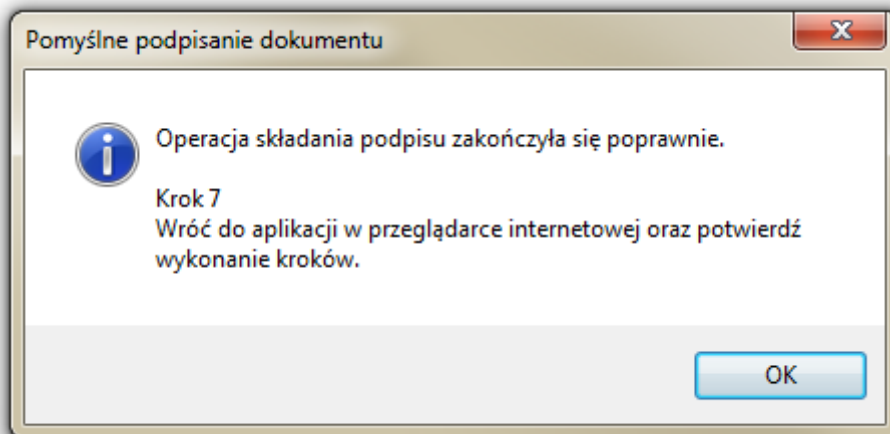 Pomyślne podpisanie dokumentu
Operacja składania podpisu zakończyła się poprawnie.
Krok 7
Wróć do aplikacji w przeglądarce internetowej oraz potwierdź
wykonanie kroków.
OK